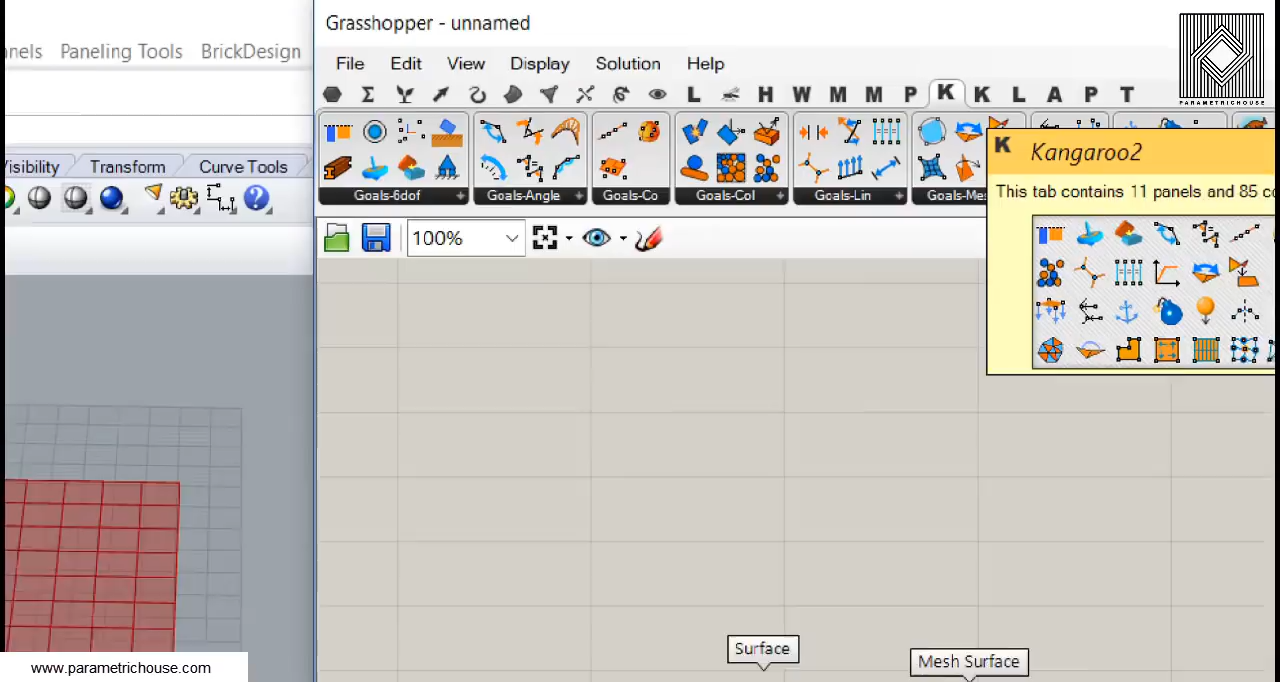 Grasshopper - unnamed
PARAMETRICHOUSE
anels Paneling Tools BrickDesign
File Edit View Display Solution Help
L H W M M P K K L A P T
isibility Transform Curve Tools
Goals-6dof Goals-Angle Goals-Co Goals-Col Goals-Lin Goals-Mes
K Kangaroo2
This tab contains 11 panels and 85 co
100%
Surface
Mesh Surface
www.parametrichouse.com